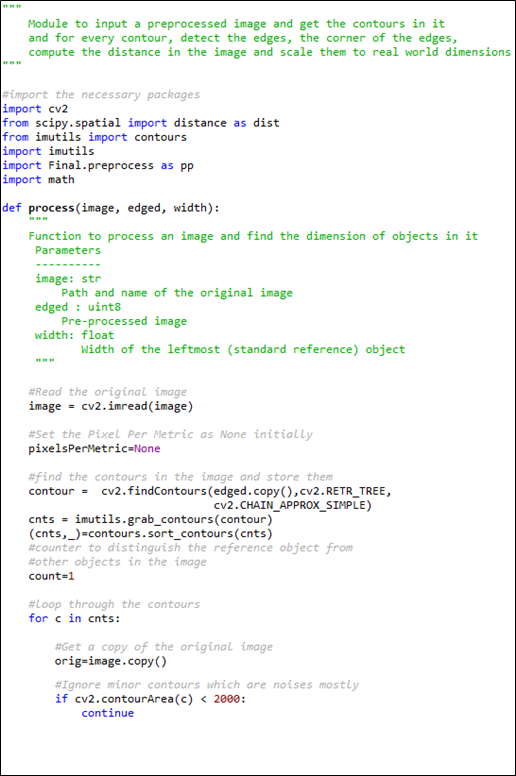 """
    Module to input a preprocessed image and get the contours in it
    and for every contour, detect the edges, the corner of the edges,
    compute the distance in the image and scale them to real world dimensions
"""
#import the necessary packages
import cv2
from scipy.spatial import distance as dist
from imutils import contours
import imutils
import Final.preprocess as pp
import math
def process(image, edged, width):
    """
    Function to process an image and find the dimension of objects in it
     Parameters
     ----------
     image: str
         Path and name of the original image
     edged : uint8
         Pre-processed image
     width: float
            Width of the leftmost (standard reference) object
     """
    #Read the original image
    image = cv2.imread(image)
    #Set the Pixel Per Metric as None initially
    pixelsPerMetric=None
    #find the contours in the image and store them
    contour =  cv2.findContours(edged.copy(),cv2.RETR_TREE,
                                cv2.CHAIN_APPROX_SIMPLE)
    cnts = imutils.grab_contours(contour)
    (cnts,_)=contours.sort_contours(cnts)
    #counter to distinguish the reference object from
    #other objects in the image
    count=1
    #loop through the contours
    for c in cnts:
        #Get a copy of the original image
        orig=image.copy()
        #Ignore minor contours which are noises mostly
        if cv2.contourArea(c) < 2000:
            continue